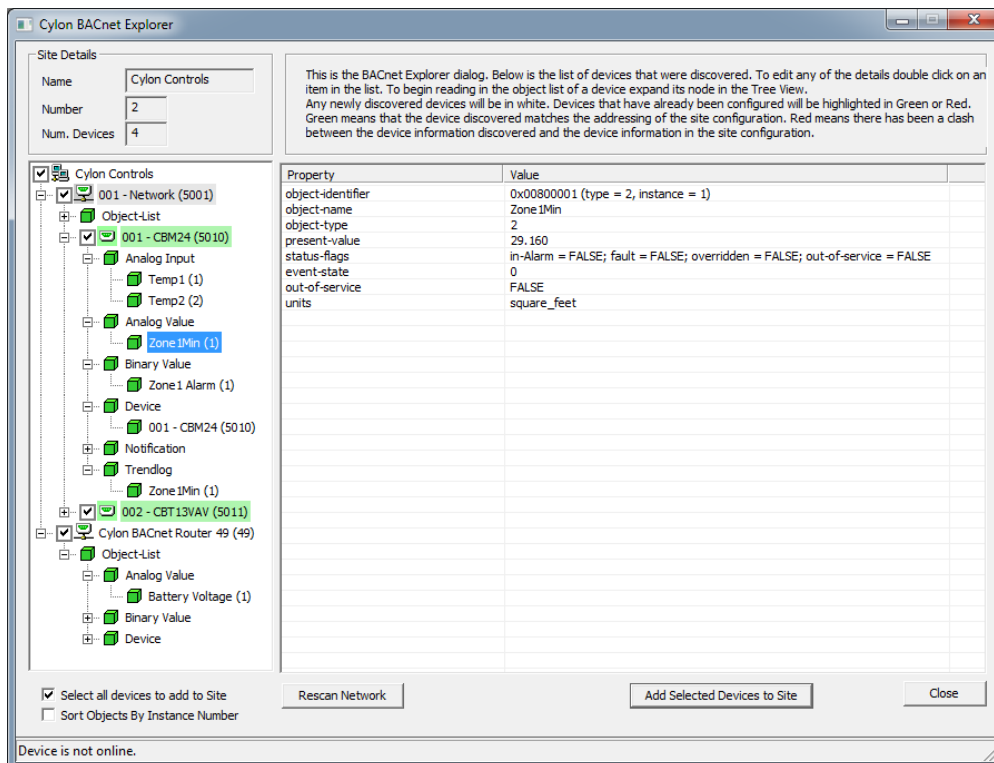 Cylon BACnet Explorer
Site Details
Name
Cylon Controls
Number
2
Num. Devices
4
This is the BACnet Explorer dialog. Below is the list of devices that were discovered. To edit any of the details double click on an
item in the list. To begin reading in the object list of a device expand its node in the Tree View.
Any newly discovered devices will be in white. Devices that have already been configured will be highlighted in Green or Red.
Green means that the device discovered matches the addressing of the site configuration. Red means there has been a clash
between the device information discovered and the device information in the site configuration.
Cylon Controls
001 - Network (5001)
Object-List
001 - CBM24 (5010)
Analog Input
Temp1 (1)
Temp2 (2)
Analog Value
Zone1Min (1)
Binary Value
Zone1 Alarm (1)
Device
001 - CBM24 (5010)
Notification
Trendlog
Zone1Min (1)
002 - CBT13VAV (5011)
Cylon BACnet Router 49 (49)
Object-List
Analog Value
Battery Voltage (1)
Binary Value
Device
Property Value
object-identifier 0x00800001 (type = 2, instance = 1)
object-name Zone1Min
object-type 2
present-value 29.160
status-flags in-Alarm = FALSE; fault = FALSE; overridden = FALSE; out-of-service = FALSE
event-state 0
out-of-service FALSE
units square_feet
Select all devices to add to Site
Sort Objects By Instance Number
Rescan Network
Add Selected Devices to Site
Close
Device is not online.